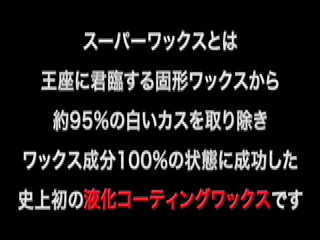 スーパーワックスとは
王座に君臨する固形ワックスから
約95%の白いカスを取り除き
ワックス成分100%の状態に成功した
史上初の液化コーティングワックスです